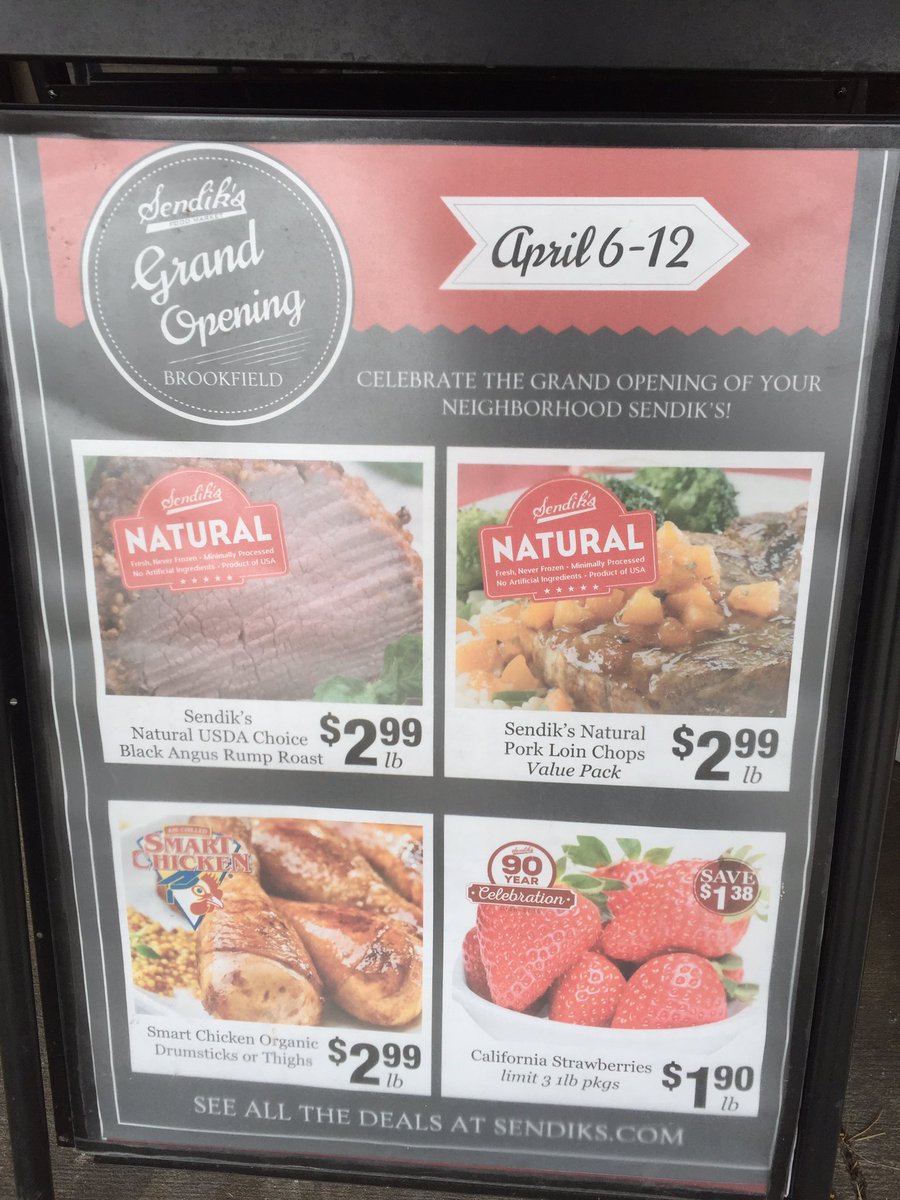 Sendik's
FOOD MARKET
Grand
Opening
BROOKFIELD
April 6-12
CELEBRATE THE GRAND OPENING OF YOUR
NEIGHBORHOOD SENDIK'S!
Sendik's
NATURAL
Fresh, Never Frozen - Minimally Processed
No Artificial Ingredients - Product of USA
Sendik's
Natural USDA Choice
Black Angus Rump Roast
$2.99
lb
Sendik's
NATURAL
Fresh, Never Frozen - Minimally Processed
No Artificial Ingredients - Product of USA
Sendik's Natural
Pork Loin Chops
Value Pack
$2.99
lb
AIR-CHILLED
SMART
CHICKEN
Smart Chicken Organic
Drumsticks or Thighs
$2.99
lb
Sendik's
90
YEAR
Celebration
SAVE
$1.38
California Strawberries
limit 3 1lb pkgs
$1.90
lb
SEE ALL THE DEALS AT SENDIKS.COM